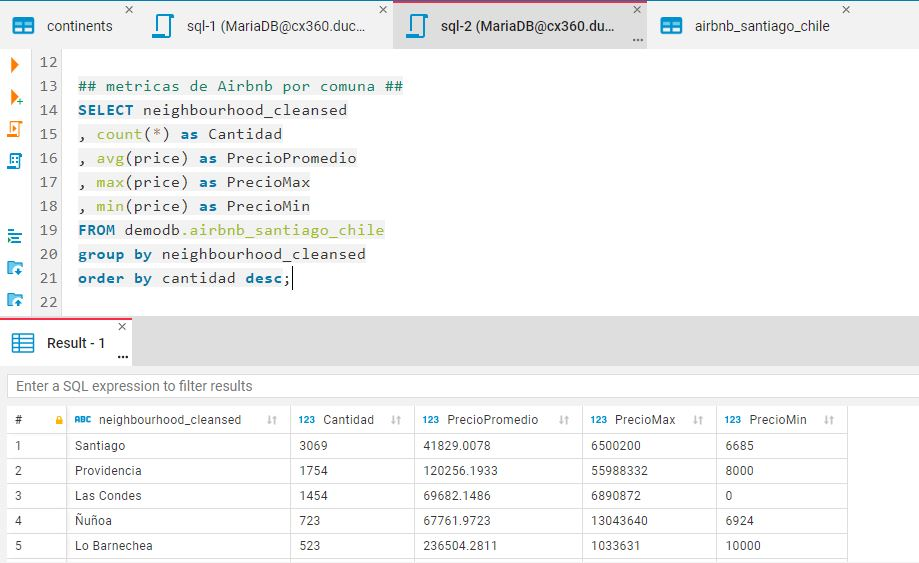 continents
sql-1 (MariaDB@cx360.duc...
sql-2 (MariaDB@cx360.du...
airbnb_santiago_chile
12
13 ## metricas de Airbnb por comuna ##
14 SELECT neighbourhood_cleansed
15 , count(*) as Cantidad
16 , avg(price) as PrecioPromedio
17 , max(price) as PrecioMax
18 , min(price) as PrecioMin
19 FROM demodb.airbnb_santiago_chile
20 group by neighbourhood_cleansed
21 order by cantidad desc;
22
Result - 1
Enter a SQL expression to filter results
# ABC neighbourhood_cleansed 123 Cantidad 123 PrecioPromedio 123 PrecioMax 123 PrecioMin
1 Santiago 3069 41829.0078 6500200 6685
2 Providencia 1754 120256.1933 55988332 8000
3 Las Condes 1454 69682.1486 6890872 0
4 Ñuñoa 723 67761.9723 13043640 6924
5 Lo Barnechea 523 236504.2811 1033631 10000